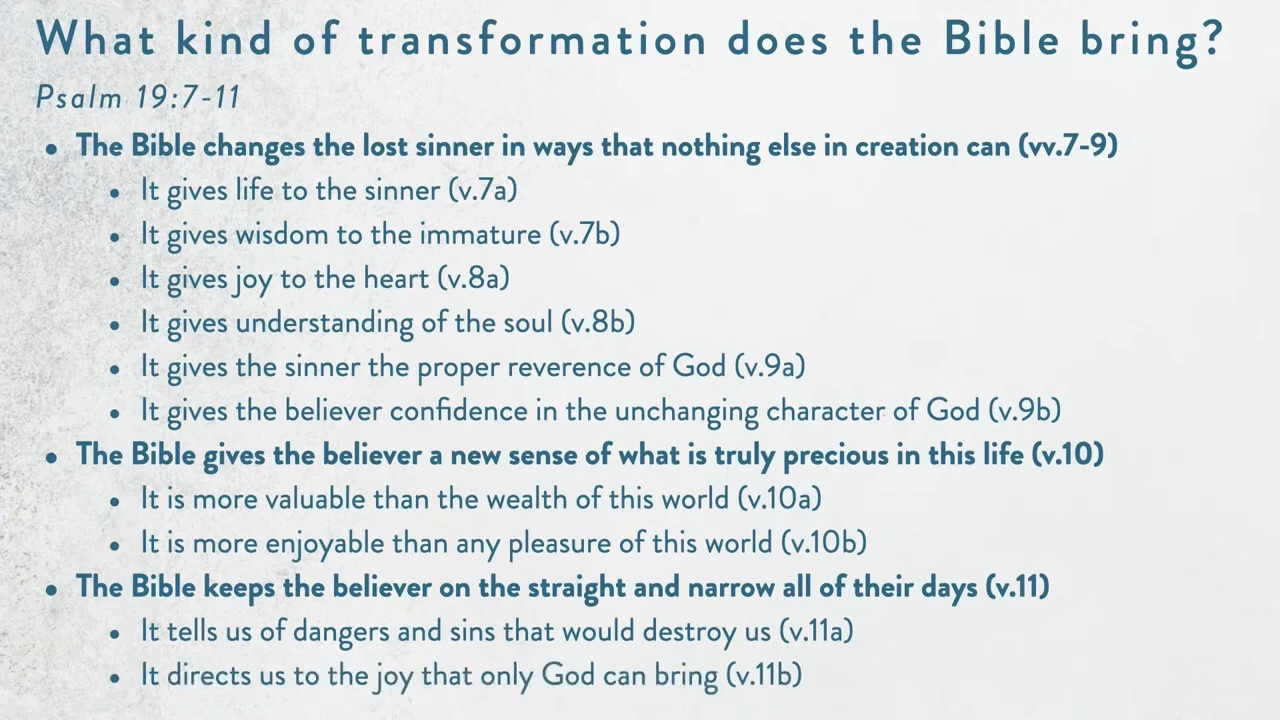 What kind of transformation does the Bible bring?
Psalm 19:7-11
• The Bible changes the lost sinner in ways that nothing else in creation can (vv.7-9)
• It gives life to the sinner (v.7a)
• It gives wisdom to the immature (v.7b)
• It gives joy to the heart (v.8a)
• It gives understanding of the soul (v.8b)
• It gives the sinner the proper reverence of God (v.9a)
• It gives the believer confidence in the unchanging character of God (v.9b)
• The Bible gives the believer a new sense of what is truly precious in this life (v.10)
• It is more valuable than the wealth of this world (v.10a)
• It is more enjoyable than any pleasure of this world (v.10b)
• The Bible keeps the believer on the straight and narrow all of their days (v.11)
• It tells us of dangers and sins that would destroy us (v.11a)
• It directs us to the joy that only God can bring (v.11b)